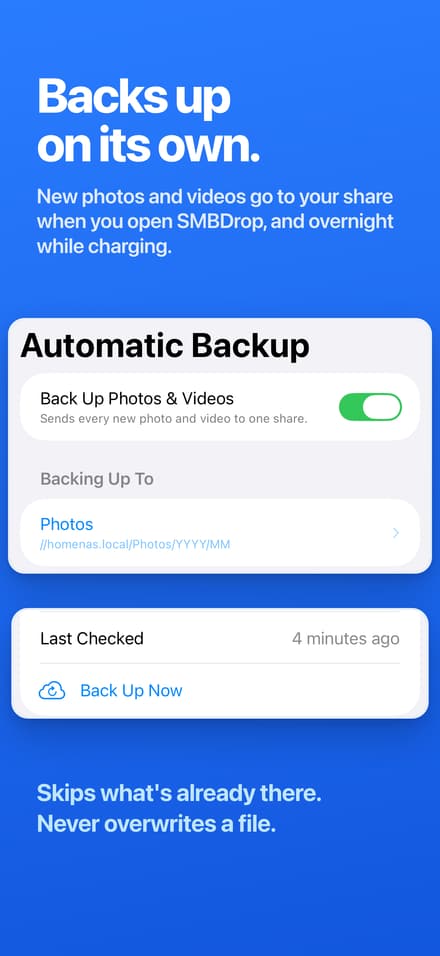 Backs up
on its own.
New photos and videos go to your share
when you open SMBDrop, and overnight
while charging.
Automatic Backup
Back Up Photos & Videos
Sends every new photo and video to one share.
Backing Up To
Photos
//homenas.local/Photos/YYYY/MM
Last Checked
4 minutes ago
Back Up Now
Skips what's already there.
Never overwrites a file.